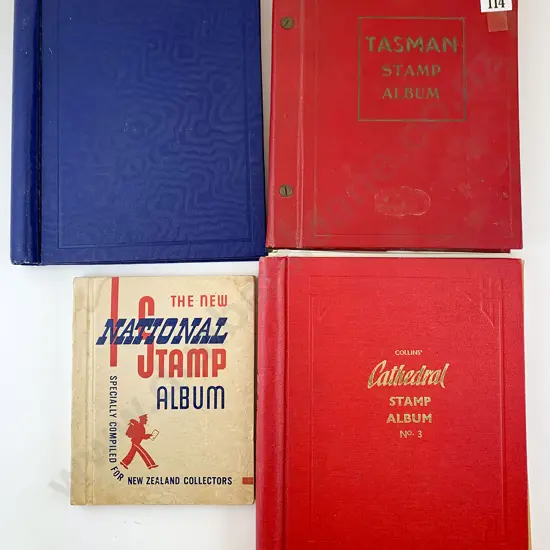 114
TASMAN
STAMP
ALBUM
THE NEW
NATIONAL
STAMP
ALBUM
SPECIALLY COMPILED FOR
NEW ZEALAND COLLECTORS
COLLINS'
Cathedral
STAMP
ALBUM
No. 3